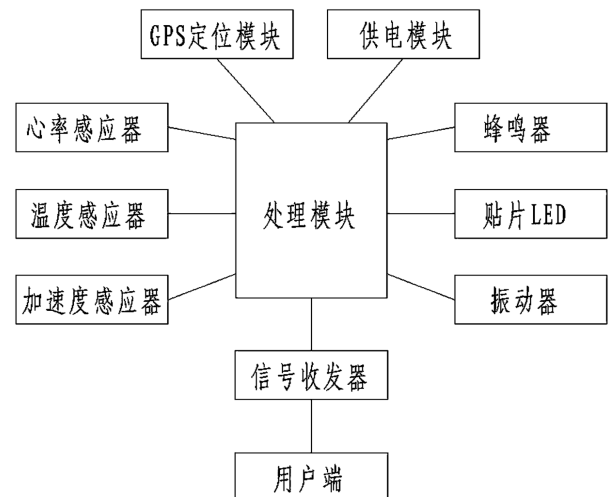 GPS定位模块
供电模块
心率感应器
蜂鸣器
温度感应器
处理模块
贴片LED
加速度感应器
振动器
信号收发器
用户端